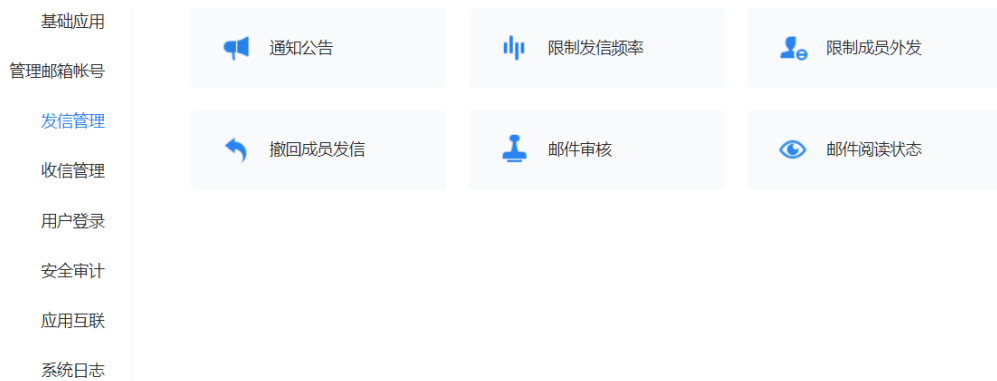 基础应用
管理邮箱帐号
发信管理
收信管理
用户登录
安全审计
应用互联
系统日志
通知公告
限制发信频率
限制成员外发
撤回成员发信
邮件审核
邮件阅读状态